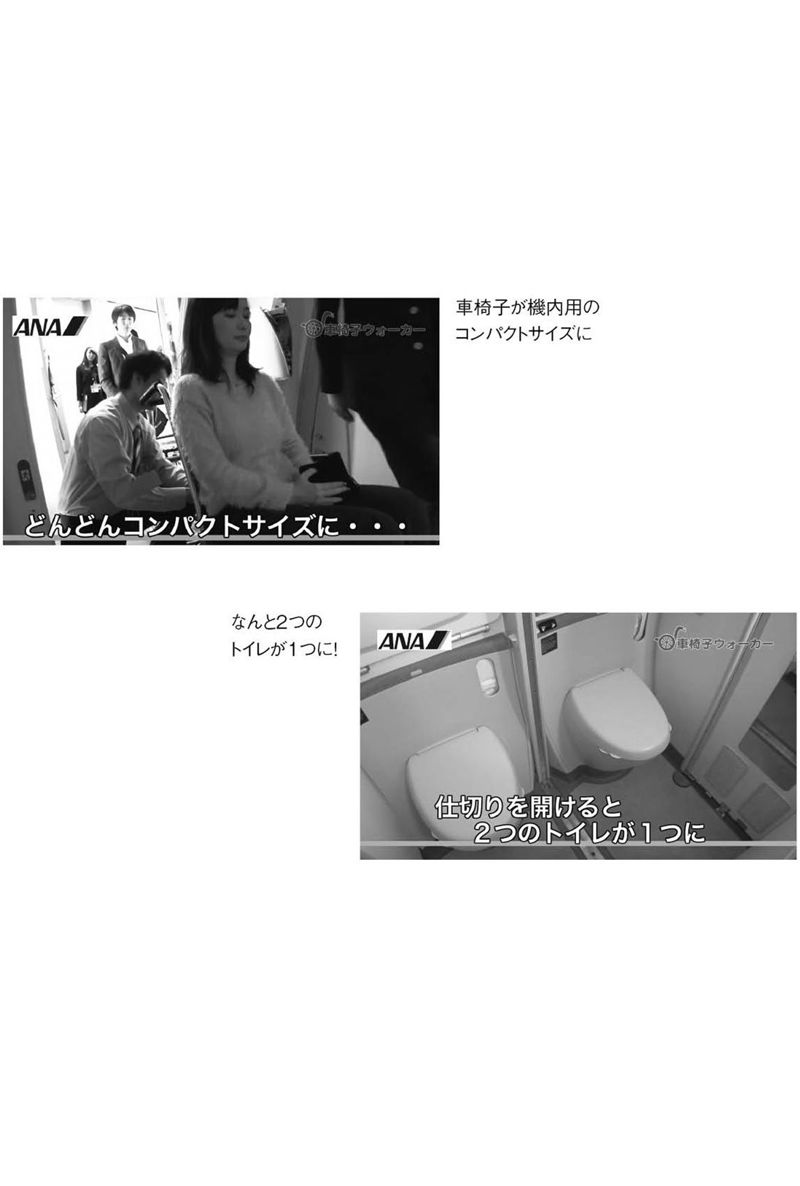 ANA
車椅子ウォーカー
どんどんコンパクトサイズに・・・
車椅子が機内用の
コンパクトサイズに
なんと2つの
トイレが1つに!
ANA
車椅子ウォーカー
仕切りを開けると
2つのトイレが1つに